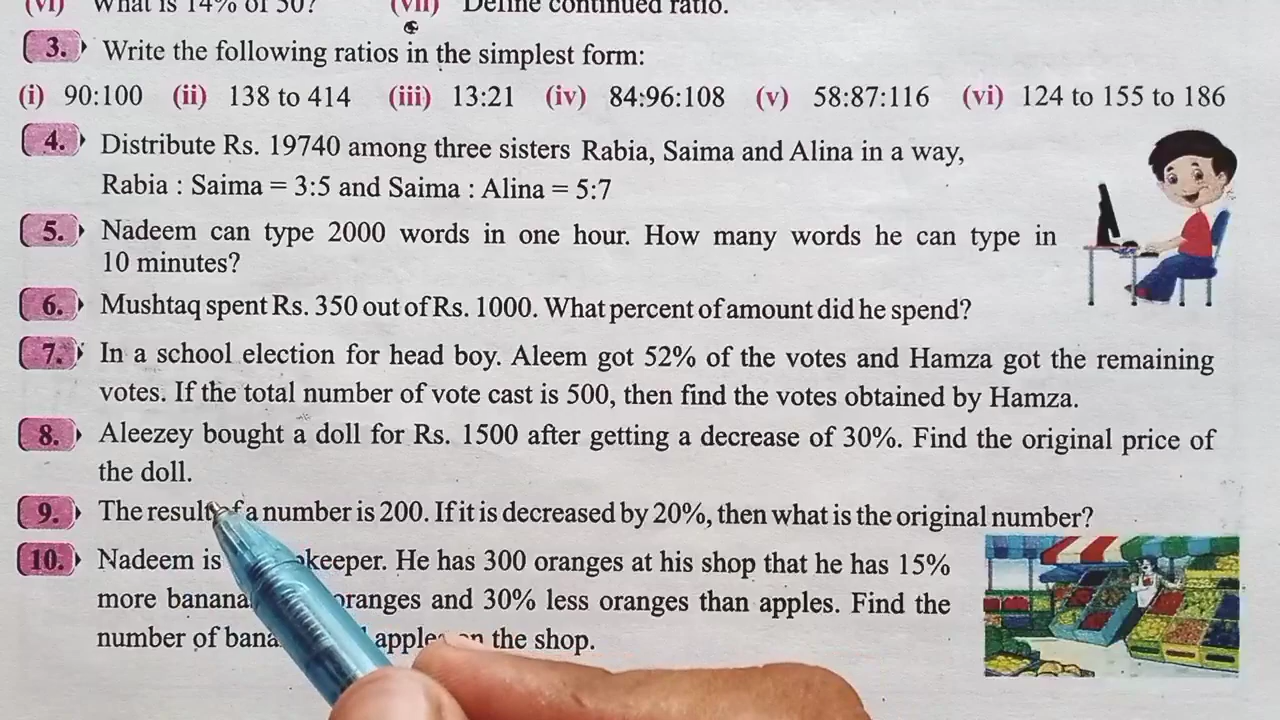 (vi) What is 14% of 50? (vii) Define continued ratio.
3. Write the following ratios in the simplest form:
(i) 90:100 (ii) 138 to 414 (iii) 13:21 (iv) 84:96:108 (v) 58:87:116 (vi) 124 to 155 to 186
4. Distribute Rs. 19740 among three sisters Rabia, Saima and Alina in a way,
Rabia : Saima = 3:5 and Saima : Alina = 5:7
5. Nadeem can type 2000 words in one hour. How many words he can type in
10 minutes?
6. Mushtaq spent Rs. 350 out of Rs. 1000. What percent of amount did he spend?
7. In a school election for head boy. Aleem got 52% of the votes and Hamza got the remaining
votes. If the total number of vote cast is 500, then find the votes obtained by Hamza.
8. Aleezey bought a doll for Rs. 1500 after getting a decrease of 30%. Find the original price of
the doll.
9. The result of a number is 200. If it is decreased by 20%, then what is the original number?
10. Nadeem is keeper. He has 300 oranges at his shop that he has 15%
more banana oranges and 30% less oranges than apples. Find the
number of bana apples on the shop.